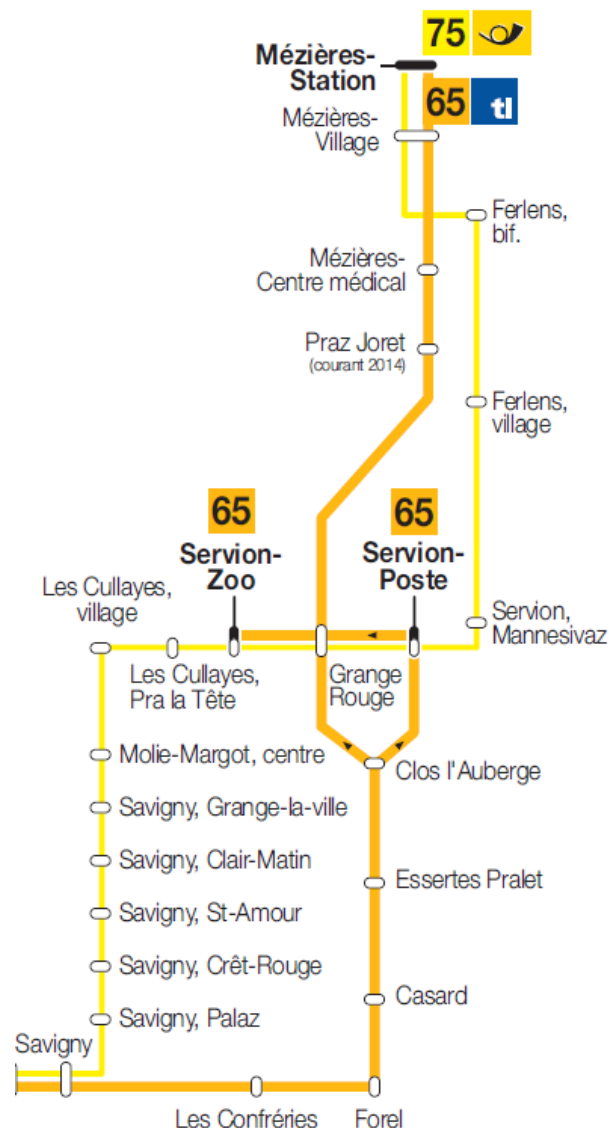 75
Mézières-
Station
65 tl
Mézières-
Village
Ferlens,
bif.
Mézières-
Centre médical
Praz Joret
(courant 2014)
Ferlens,
village
65
Servion-
Zoo
65
Servion-
Poste
Les Cullayes,
village
Servion,
Mannesivaz
Les Cullayes,
Pra la Tête
Grange
Rouge
Molie-Margot, centre
Clos l'Auberge
Savigny, Grange-la-ville
Savigny, Clair-Matin
Essertes Pralet
Savigny, St-Amour
Savigny, Crêt-Rouge
Casard
Savigny, Palaz
Savigny
Les Confréries
Forel